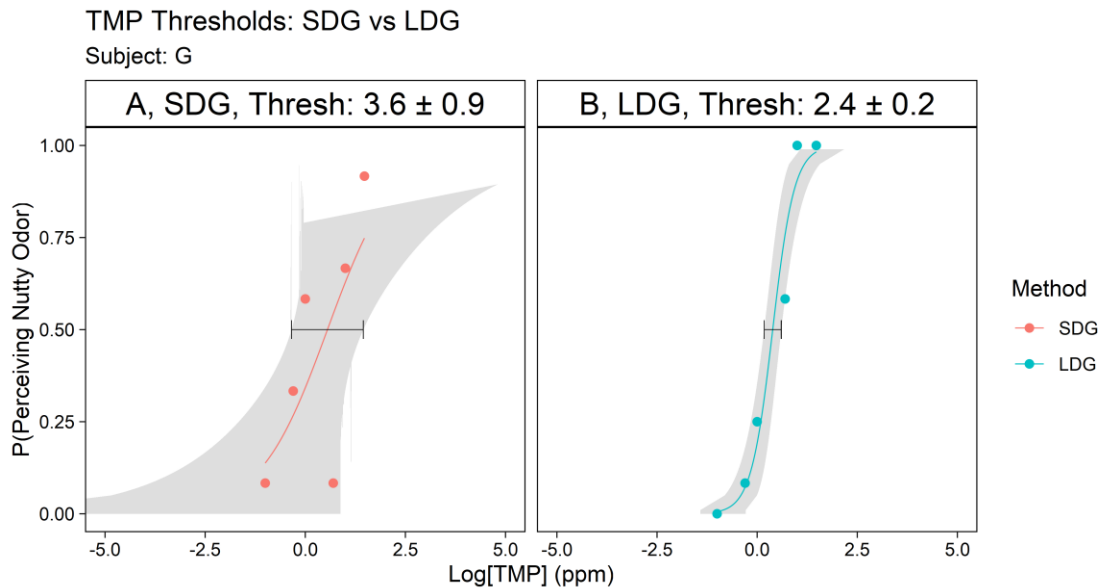 TMP Thresholds: SDG vs LDG
Subject: G
A, SDG, Thresh: 3.6 ± 0.9
B, LDG, Thresh: 2.4 ± 0.2
P(Perceiving Nutty Odor)
1.00
0.75
0.50
0.25
0.00
-5.0 -2.5 0.0 2.5 5.0
-5.0 -2.5 0.0 2.5 5.0
Log[TMP] (ppm)
Method
SDG
LDG